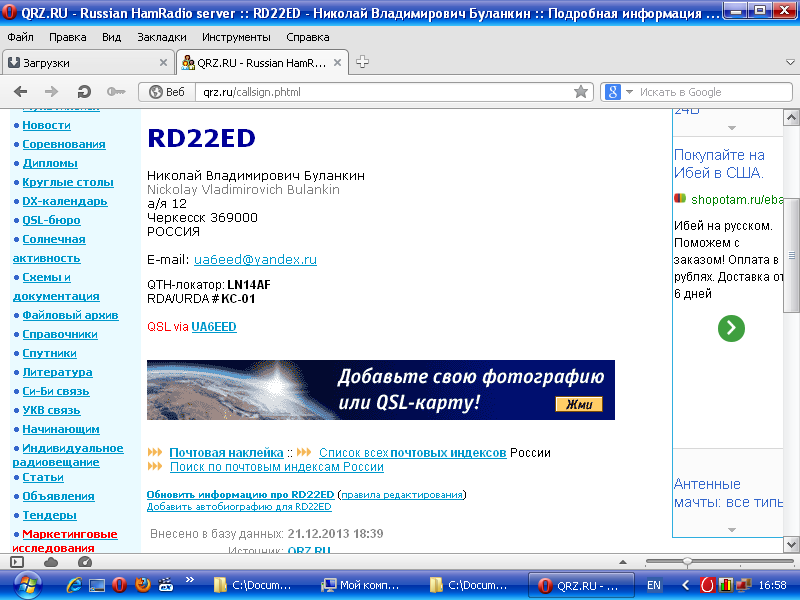 QRZ.RU - Russian HamRadio server :: RD22ED - Николай Владимирович Буланкин :: Подробная информация ...
Файл Правка Вид Закладки Инструменты Справка
Загрузки
QRZ.RU - Russian HamR...
Веб
qrz.ru/callsign.phtml
Искать в Google
Новости
Соревнования
Дипломы
Круглые столы
DX-календарь
QSL-бюро
Солнечная
активность
Схемы и
документация
Файловый архив
Справочники
Спутники
Литература
Си-Би связь
УКВ связь
Начинающим
Индивидуальное
радиовещание
Статьи
Объявления
Тендеры
Маркетинговые
исследования
RD22ED
Николай Владимирович Буланкин
Nickolay Vladimirovich Bulankin
а/я 12
Черкесск 369000
РОССИЯ
E-mail: ua6eed@yandex.ru
QTH-локатор: LN14AF
RDA/URDA # KC-01
QSL via UA6EED
Добавьте свою фотографию
или QSL-карту!
Жми
Почтовая наклейка :: Список всех почтовых индексов России
Поиск по почтовым индексам России
Обновить информацию про RD22ED (правила редактирования)
Добавить автобиографию для RD22ED
Внесено в базу данных: 21.12.2013 18:39
Источник: QRZ.RU
Покупайте на
Ибей в США.
shopotam.ru/eba
Ибей на русском.
Поможем с
заказом! Оплата в
рублях. Доставка от
6 дней
Антенные
мачты: все типы
C:\Docum...
Мой комп...
C:\Docum...
QRZ.RU - ...
EN
16:58